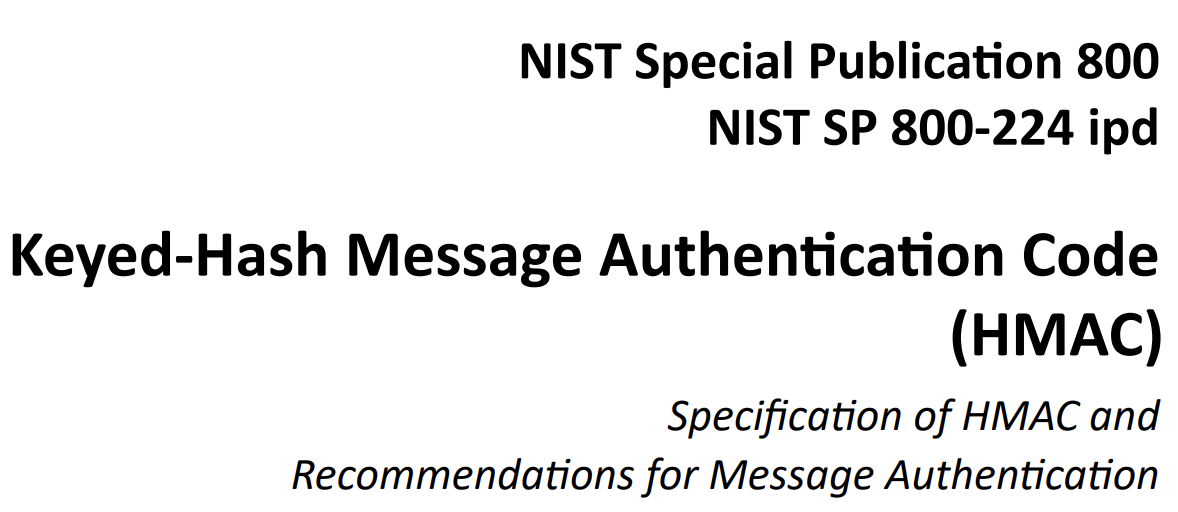 NIST Special Publication 800
NIST SP 800-224 ipd
Keyed-Hash Message Authentication Code
(HMAC)
Specification of HMAC and
Recommendations for Message Authentication